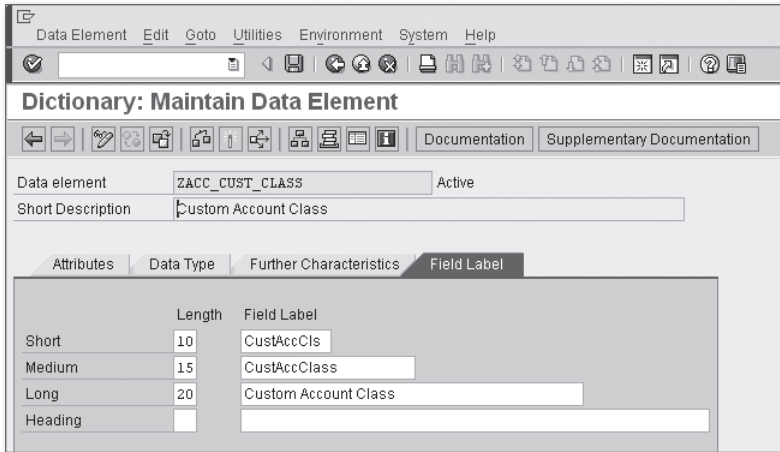 Data Element Edit Goto Utilities Environment System Help
Dictionary: Maintain Data Element
Documentation Supplementary Documentation
Data element ZACC_CUST_CLASS Active
Short Description Custom Account Class
Attributes Data Type Further Characteristics Field Label
Length Field Label
Short 10 CustAccCls
Medium 15 CustAccClass
Long 20 Custom Account Class
Heading